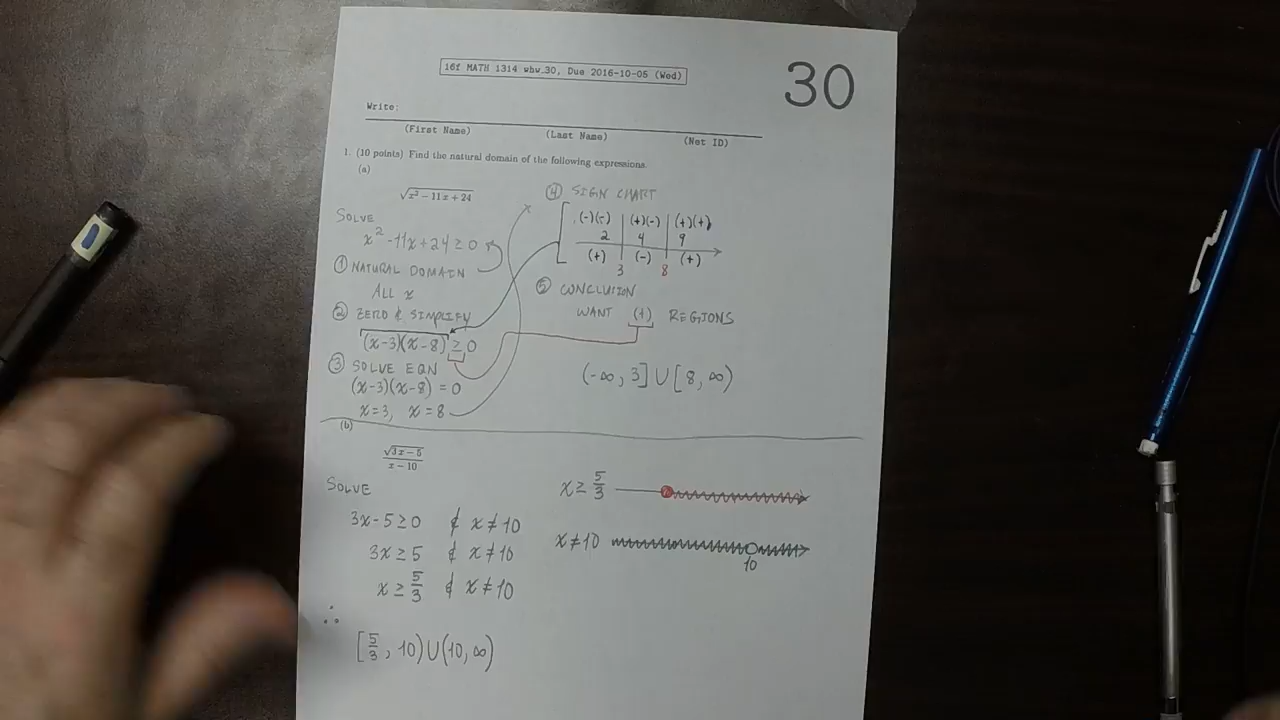 16f MATH 1314 whw_30, Due 2016-10-05 (Wed)
30
Write:
(First Name) (Last Name) (Net ID)
1. (10 points) Find the natural domain of the following expressions.
(a)
√x² − 11x + 24
SOLVE
x² -11x+24 ≥ 0
① NATURAL DOMAIN
ALL x
② ZERO & SIMPLIFY
(x-3)(x-8) ≥ 0
③ SOLVE EQN
(x-3)(x-8) = 0
x=3, x=8
④ SIGN CHART
(-)(-) (+)(-) (+)(+)
2 4 9
(+) (-) (+)
3 8
⑤ CONCLUSION
WANT (+) REGIONS
(-∞, 3] ∪ [8, ∞)
(b)
√3x − 5
x − 10
SOLVE
3x-5 ≥ 0 & x ≠ 10
3x ≥ 5 & x ≠ 10
x ≥ 5/3 & x ≠ 10
∴
[5/3, 10) ∪ (10, ∞)
x ≥ 5/3
x ≠ 10
10